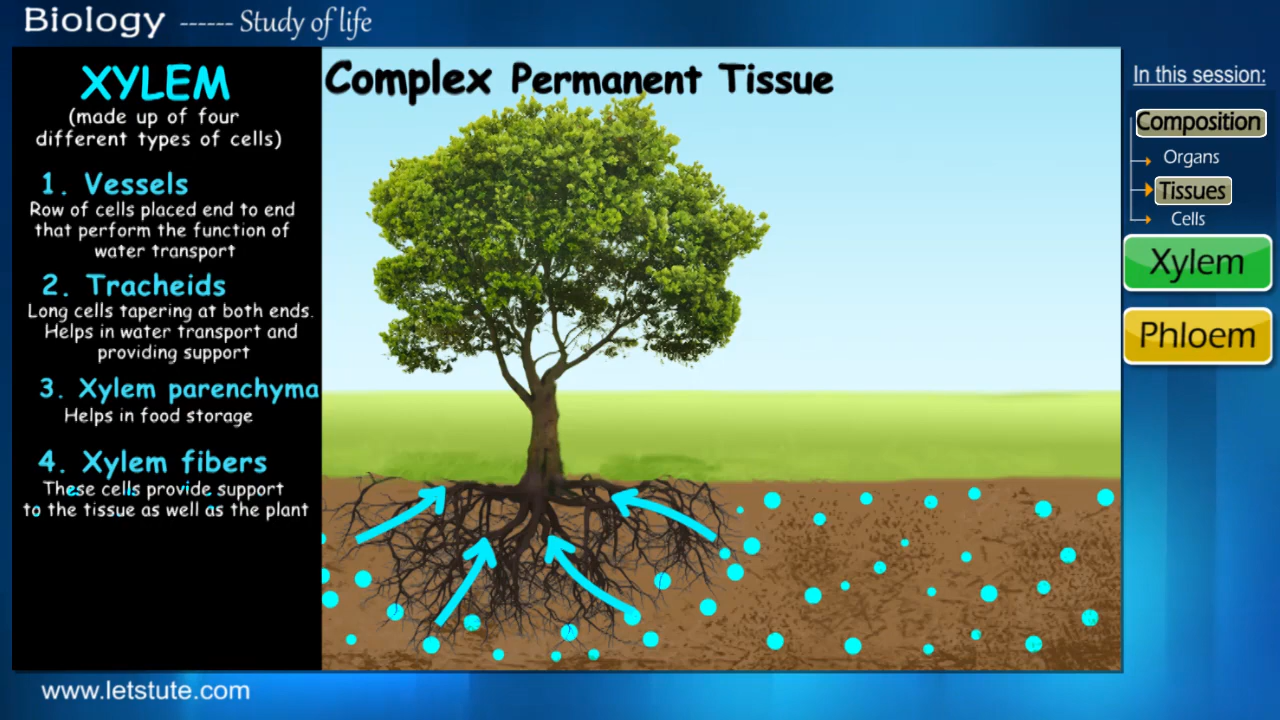 Biology ------ Study of life
XYLEM
(made up of four
different types of cells)
1. Vessels
Row of cells placed end to end
that perform the function of
water transport
2. Tracheids
Long cells tapering at both ends.
Helps in water transport and
providing support
3. Xylem parenchyma
Helps in food storage
4. Xylem fibers
These cells provide support
to the tissue as well as the plant
Complex Permanent Tissue
In this session:
Composition
Organs
Tissues
Cells
Xylem
Phloem
www.letstute.com